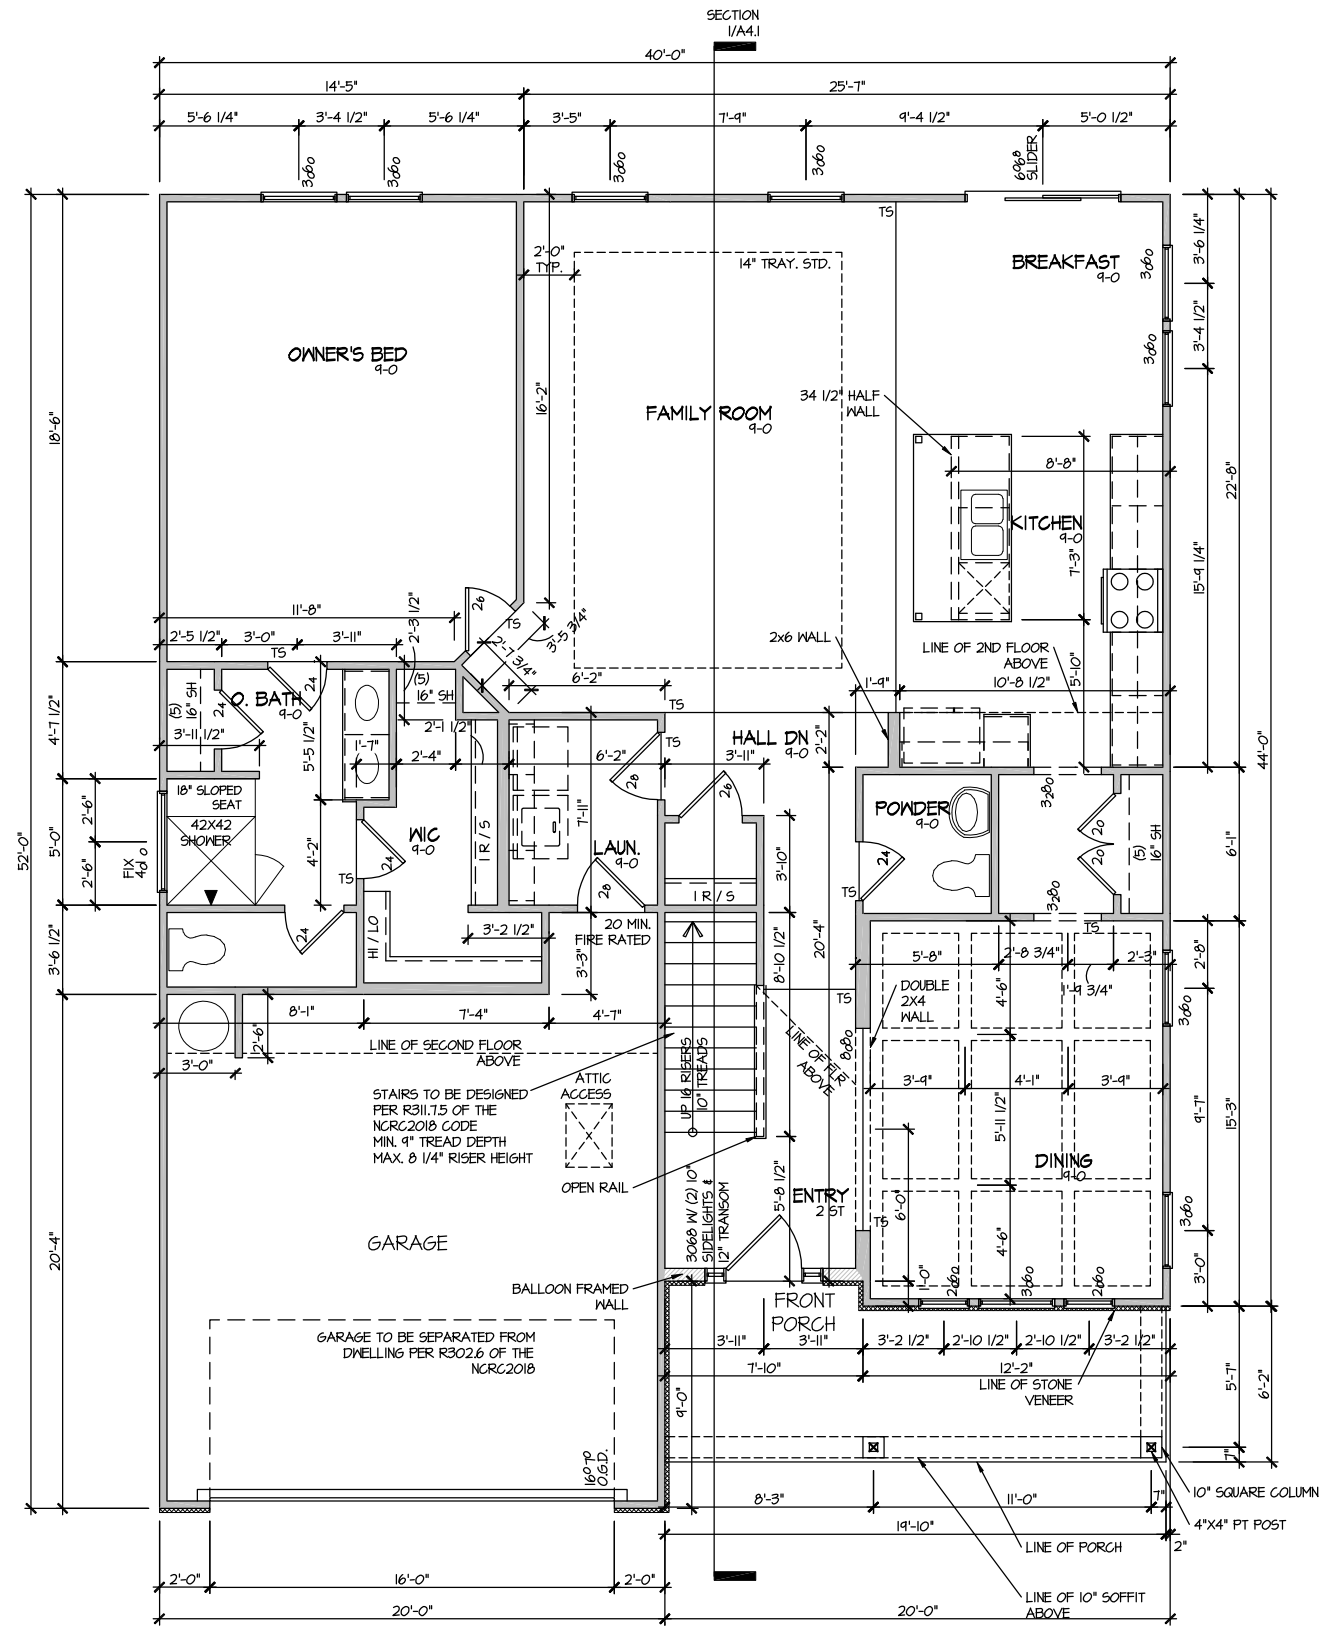 SECTION
1/A4.1
40'-0"
14'-5"
25'-7"
5'-6 1/4"
3'-4 1/2"
5'-6 1/4"
3'-5"
7'-9"
9'-4 1/2"
5'-0 1/2"
3060
3060
3060
3060
6068
SLIDER
TS
2'-0"
TYP.
14" TRAY. STD.
BREAKFAST
9-0
3060
3'-6 1/4"
3'-4 1/2"
3060
OWNER'S BED
9-0
16'-2"
FAMILY ROOM
9-0
34 1/2" HALF
WALL
18'-6"
8'-8"
22'-8"
KITCHEN
9-0
7'-3"
15'-9 1/4"
44'-0"
52'-0"
11'-8"
2'-3 1/2"
26
TS
3'-5 3/4"
2'-7 3/4"
2'-5 1/2"
3'-0"
3'-11"
TS
2x6 WALL
LINE OF 2ND FLOOR
ABOVE
5'-10"
6'-2"
1'-9"
10'-8 1/2"
(5)
16" SH
24
O. BATH
9-0
24
(5)
16" SH
TS
4'-7 1/2"
3'-11 1/2"
5'-5 1/2"
1'-7"
2'-1 1/2"
2'-4"
6'-2"
TS
HALL DN
9-0
2'-2"
3'-11"
28
26
18" SLOPED
SEAT
42X42
SHOWER
2'-6"
5'-0"
2'-6"
FIX
4010
4'-2"
TS
WIC
9-0
24
1 R / S
7'-11"
LAUN.
9-0
28
1 R / S
3'-10"
POWDER
9-0
24
TS
3280
20
20
(5)
16" SH
3280
TS
6'-1"
3'-6 1/2"
24
HI / LO
3'-2 1/2"
20 MIN.
FIRE RATED
3'-3"
8'-10 1/2"
20'-4"
5'-8"
2'-8 3/4"
2'-3"
1'-9 3/4"
4'-6"
2'-8"
3060
DOUBLE
2X4
WALL
TS
8'-1"
7'-4"
4'-7"
2'-6"
3'-0"
LINE OF SECOND FLOOR
ABOVE
STAIRS TO BE DESIGNED
PER R311.7.5 OF THE
NCRC2018 CODE
MIN. 9" TREAD DEPTH
MAX. 8 1/4" RISER HEIGHT
ATTIC
ACCESS
UP 16 RISERS
10" TREADS
LINE OF FLR
ABOVE
8080
3'-9"
4'-1"
3'-9"
5'-11 1/2"
9'-7"
15'-3"
DINING
9-0
OPEN RAIL
3068 W/ (2) 10"
SIDELIGHTS &
12" TRANSOM
5'-8 1/2"
ENTRY
2 ST
TS
6'-0"
4'-6"
3060
3'-0"
20'-4"
GARAGE
BALLOON FRAMED
WALL
FRONT
PORCH
1'-0"
2060
3060
2060
GARAGE TO BE SEPARATED FROM
DWELLING PER R302.6 OF THE
NCRC2018
3'-11"
3'-11"
3'-2 1/2"
2'-10 1/2"
2'-10 1/2"
3'-2 1/2"
7'-10"
12'-2"
LINE OF STONE
VENEER
9'-0"
5'-7"
6'-2"
7"
16070
O.G.D.
8'-3"
11'-0"
7"
10" SQUARE COLUMN
4"X4" PT POST
19'-10"
2"
LINE OF PORCH
2'-0"
16'-0"
2'-0"
LINE OF 10" SOFFIT
ABOVE
20'-0"
20'-0"